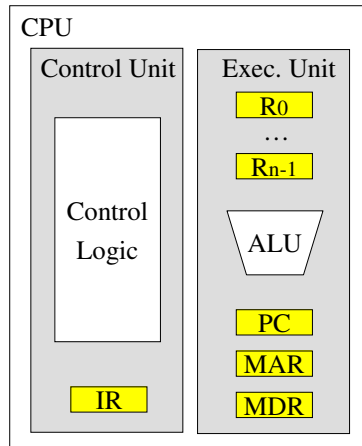 CPU
Control Unit
Control
Logic
IR
Exec. Unit
R0
...
Rn-1
ALU
PC
MAR
MDR